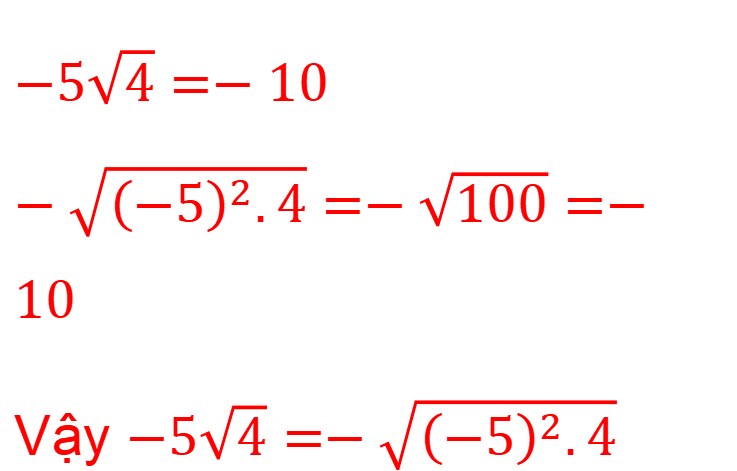 −5√4 =− 10
− √(−5)². 4 =− √100 =−
10
Vậy −5√4 =− √(−5)². 4